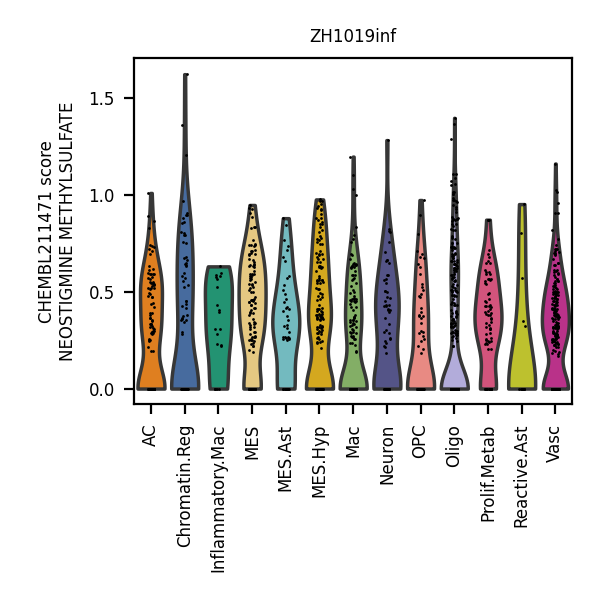 ZH1019inf
CHEMBL211471 score
NEOSTIGMINE METHYLSULFATE
1.5
1.0
0.5
0.0
AC
Chromatin.Reg
Inflammatory.Mac
MES
MES.Ast
MES.Hyp
Mac
Neuron
OPC
Oligo
Prolif.Metab
Reactive.Ast
Vasc